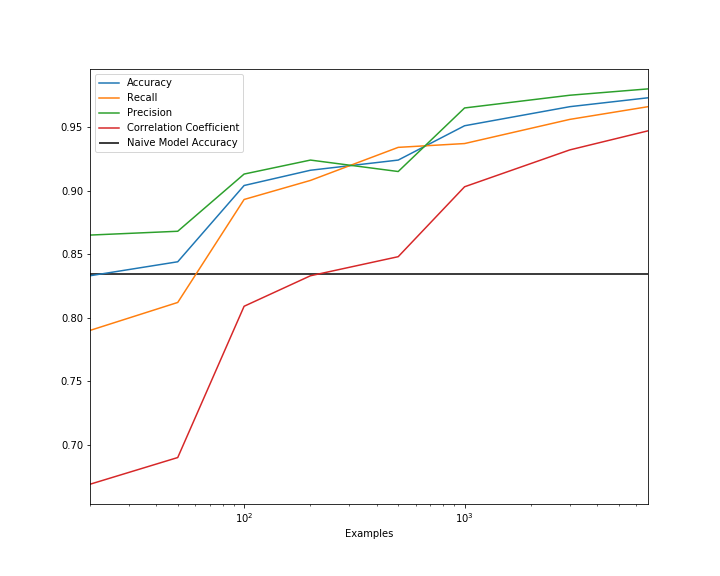 Accuracy
Recall
Precision
Correlation Coefficient
Naive Model Accuracy
0.95
0.90
0.85
0.80
0.75
0.70
10² 10³
Examples